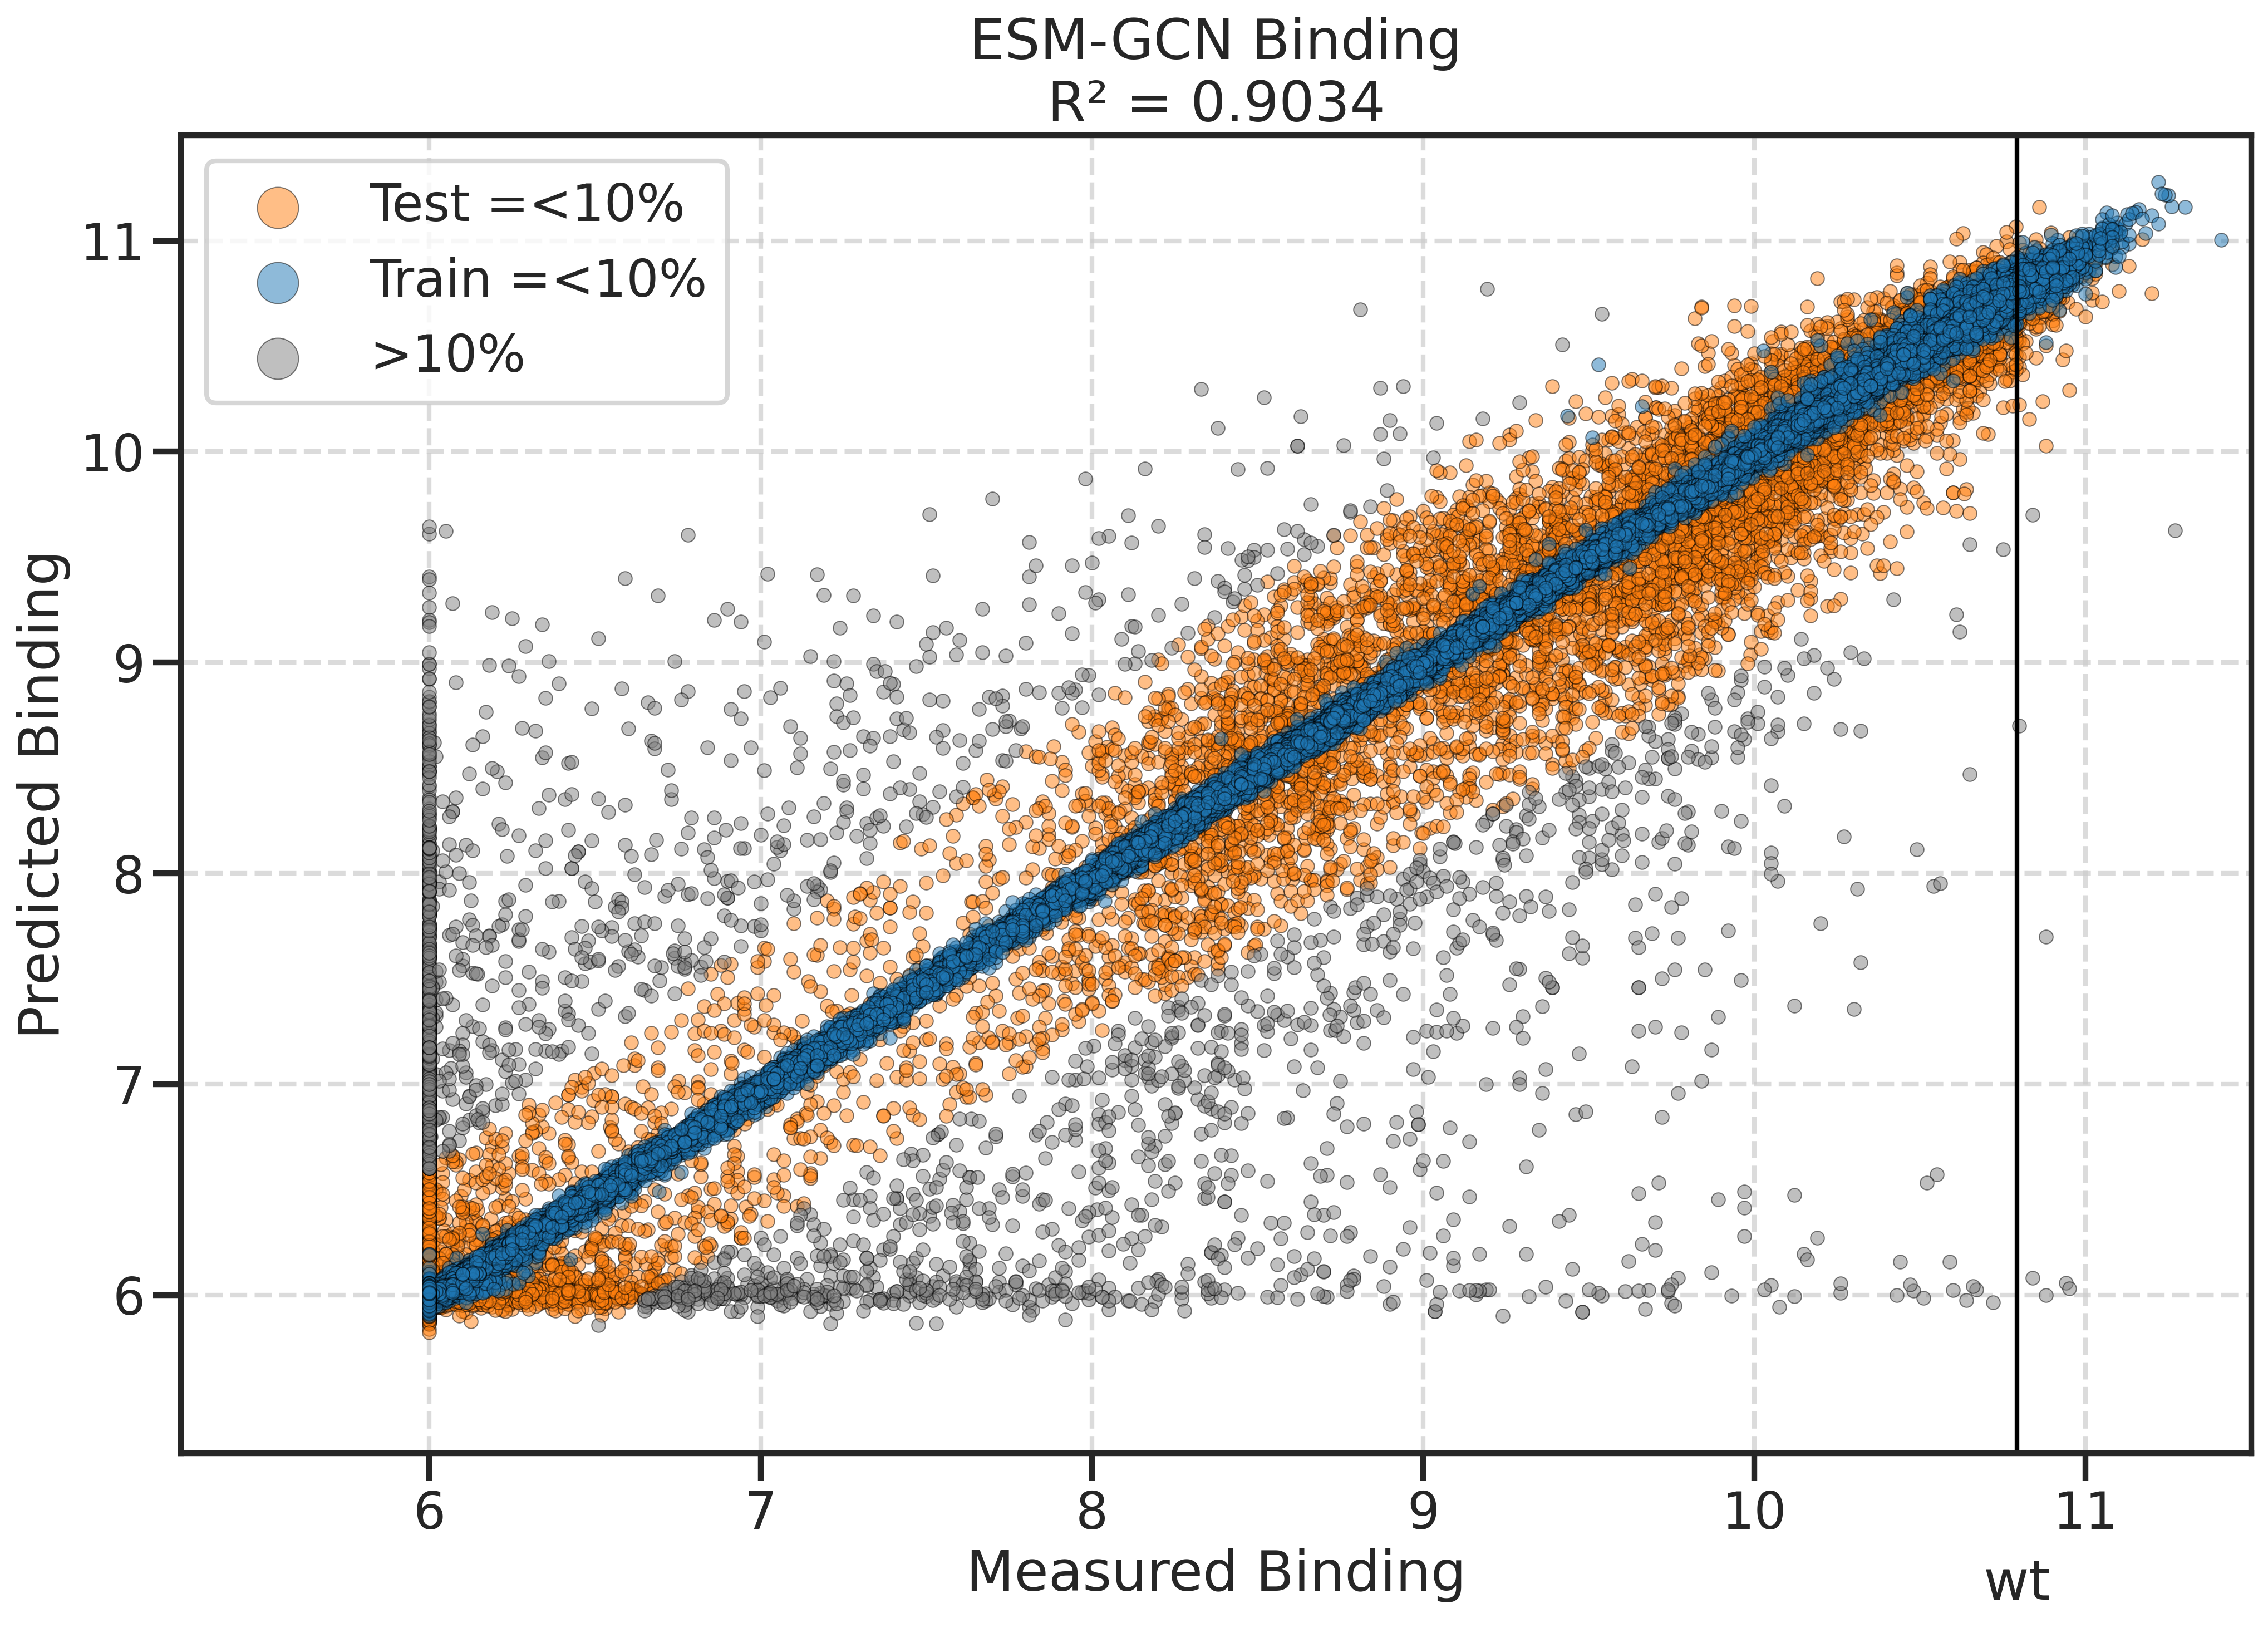 ESM-GCN Binding
R² = 0.9034
Test =<10%
Train =<10%
>10%
Predicted Binding
11
10
9
8
7
6
6 7 8 9 10 11
Measured Binding
wt